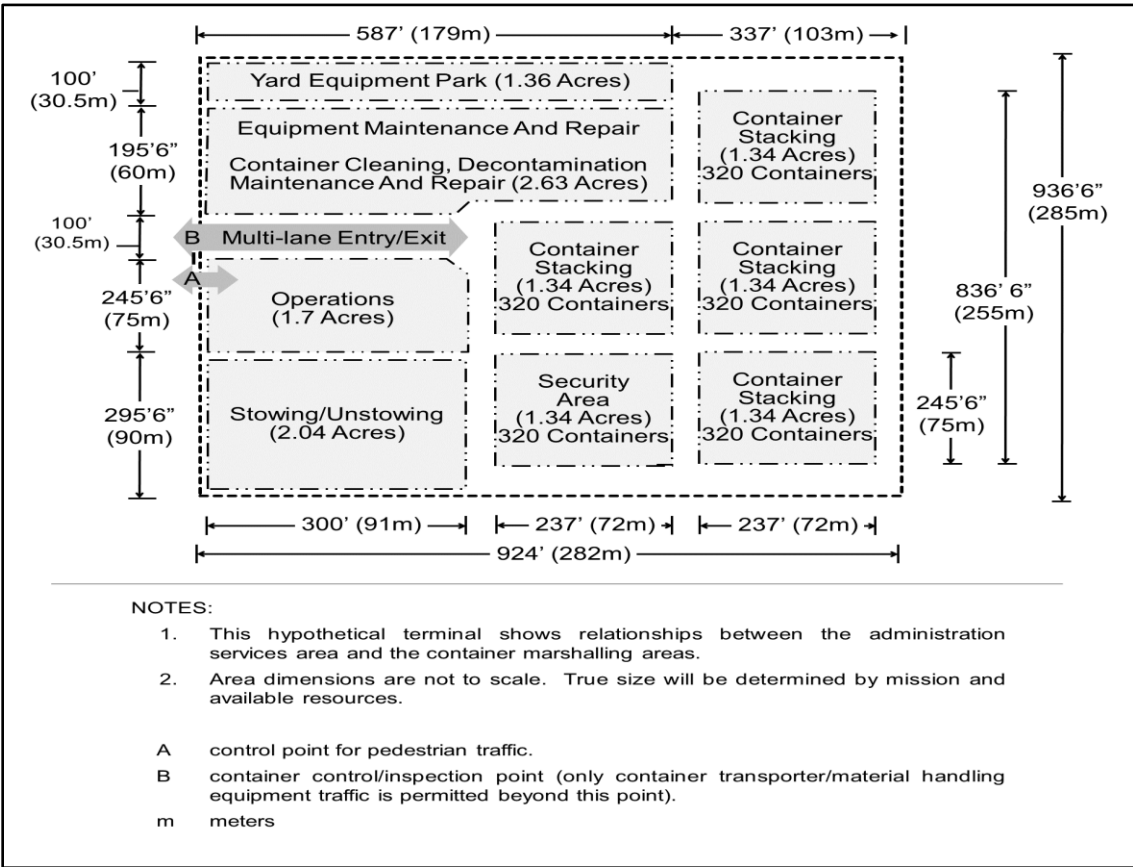 587’ (179m)
337’ (103m)
100’
(30.5m)
195’6”
(60m)
100’
(30.5m)
245’6”
(75m)
295’6”
(90m)
Yard Equipment Park (1.36 Acres)
Equipment Maintenance And Repair
Container Cleaning, Decontamination
Maintenance And Repair (2.63 Acres)
Container
Stacking
(1.34 Acres)
320 Containers
B Multi-lane Entry/Exit
A
Operations
(1.7 Acres)
Container
Stacking
(1.34 Acres)
320 Containers
Container
Stacking
(1.34 Acres)
320 Containers
Stowing/Unstowing
(2.04 Acres)
Security
Area
(1.34 Acres)
320 Containers
Container
Stacking
(1.34 Acres)
320 Containers
245’6”
(75m)
836’ 6”
(255m)
936’6”
(285m)
300’ (91m)
237’ (72m)
237’ (72m)
924’ (282m)
NOTES:
1. This hypothetical terminal shows relationships between the administration
services area and the container marshalling areas.
2. Area dimensions are not to scale. True size will be determined by mission and
available resources.
A control point for pedestrian traffic.
B container control/inspection point (only container transporter/material handling
equipment traffic is permitted beyond this point).
m meters